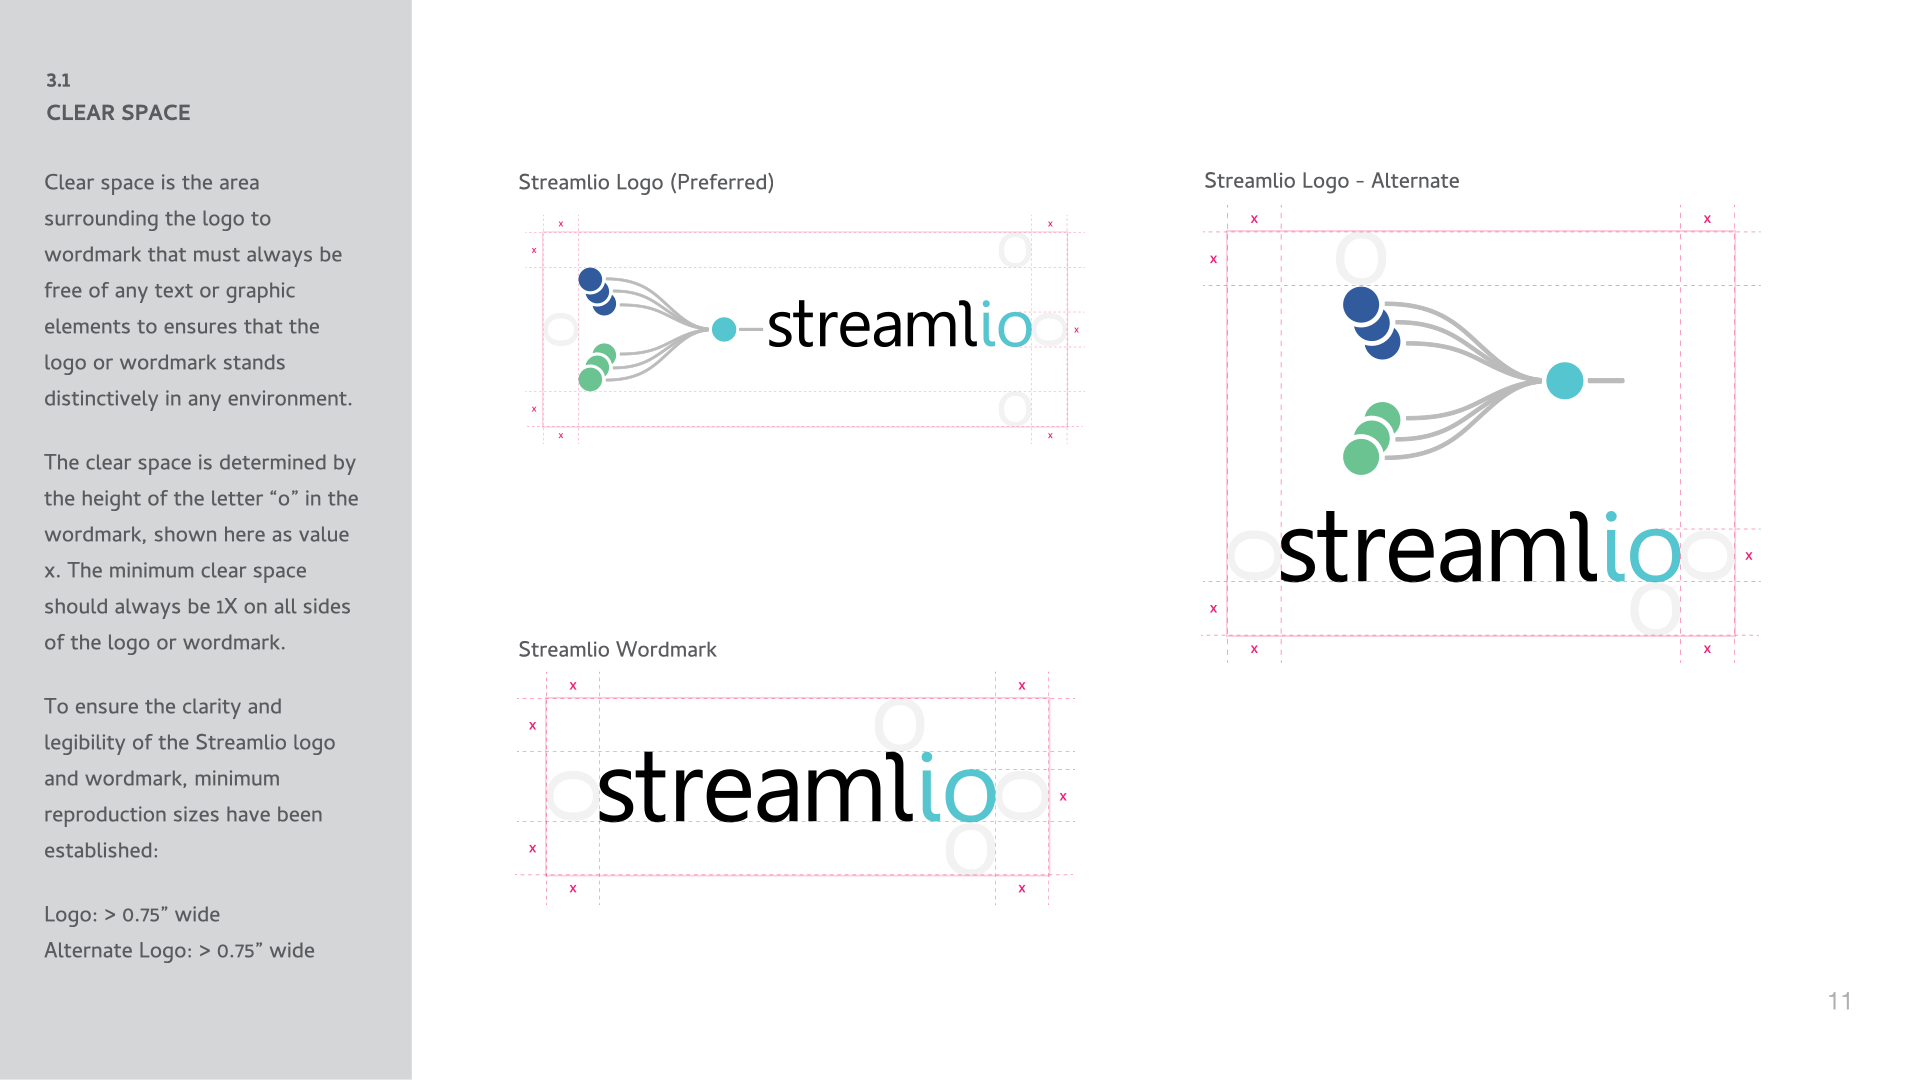 3.1
CLEAR SPACE
Clear space is the area
surrounding the logo to
wordmark that must always be
free of any text or graphic
elements to ensures that the
logo or wordmark stands
distinctively in any environment.
The clear space is determined by
the height of the letter “o” in the
wordmark, shown here as value
x. The minimum clear space
should always be 1X on all sides
of the logo or wordmark.
To ensure the clarity and
legibility of the Streamlio logo
and wordmark, minimum
reproduction sizes have been
established:
Logo: > 0.75” wide
Alternate Logo: > 0.75” wide
Streamlio Logo (Preferred)
x x
x o
o streamlio o x
x o
x x
Streamlio Wordmark
x x
x o
o streamlio o x
x o
x x
Streamlio Logo - Alternate
x x
x o
o streamlio o x
x o
x x
11